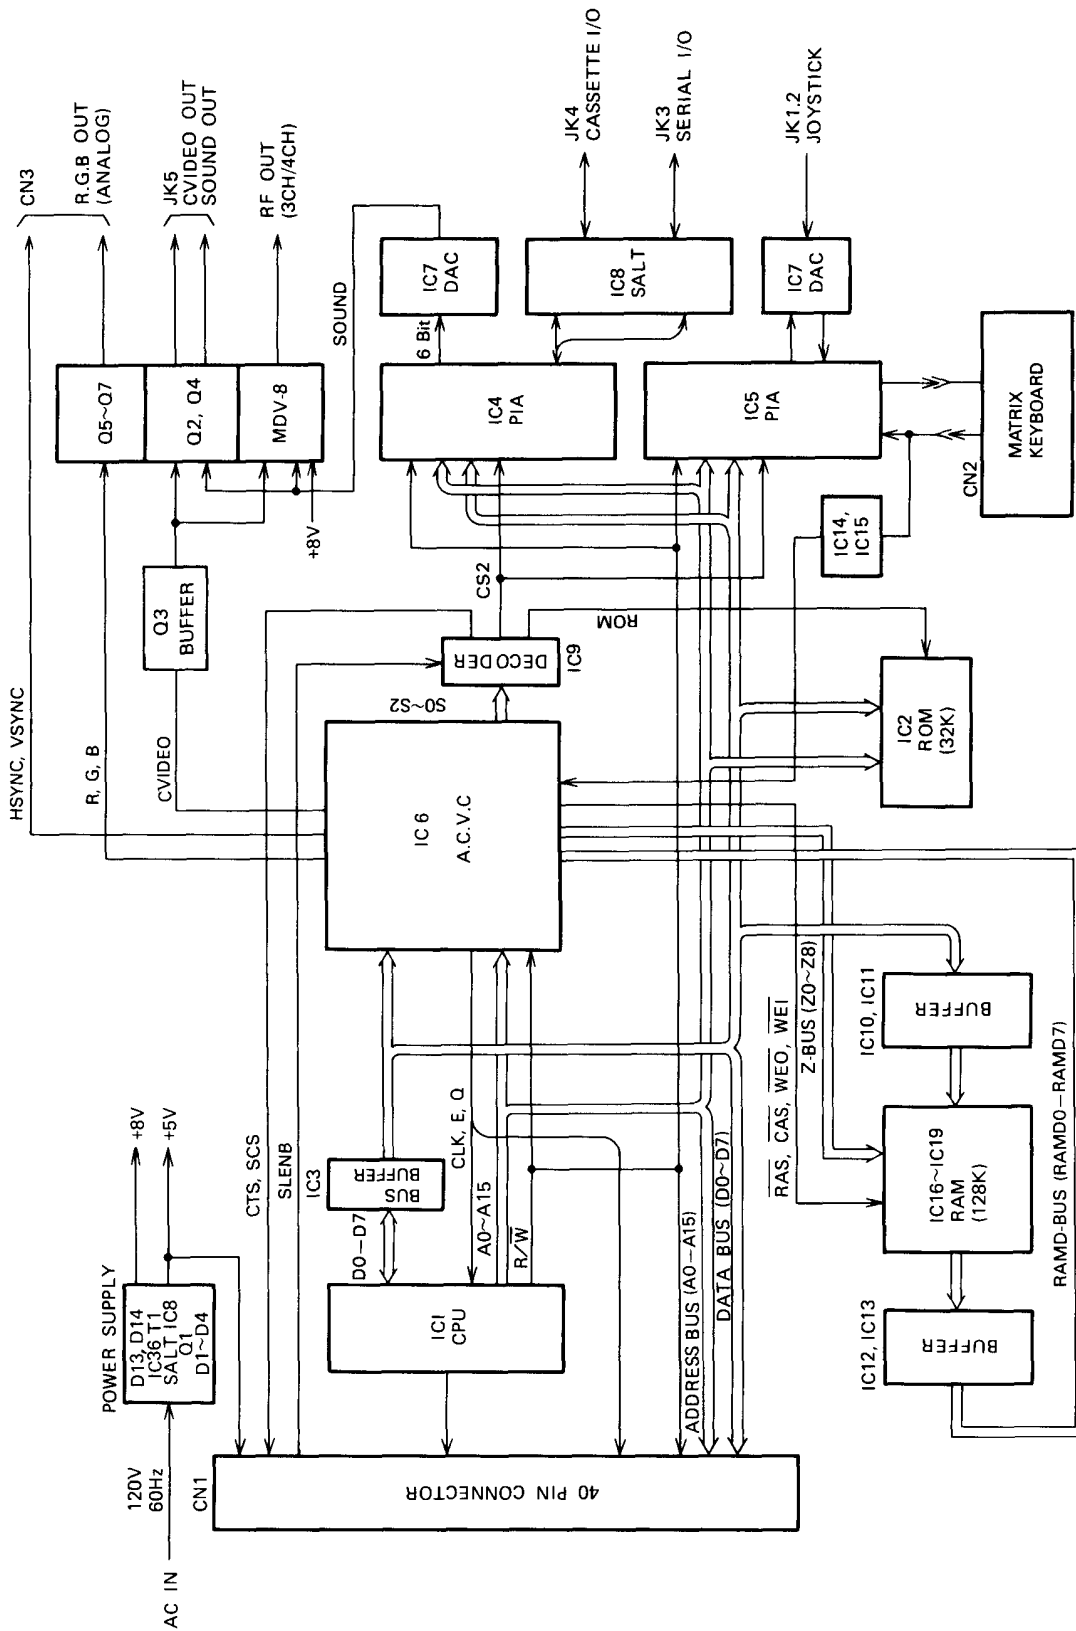 AC IN
120V
60Hz
POWER SUPPLY
D13, D14
IC36 T1
SALT IC8
Q1
D1~D4
+8V
+5V
CN1
40 PIN CONNECTOR
CTS, SCS
SLENB
IC1
CPU
D0-D7
IC3
BUS
BUFFER
CLK, E, Q
A0~A15
R/W̅
ADDRESS BUS (A0-A15)
DATA BUS (D0~D7)
IC6
A.C.V.C
HSYNC, VSYNC
R, G, B
CVIDEO
Q3
BUFFER
S0~S2
DECODER
IC9
CS2
ROM
+8V
Q5~Q7
Q2, Q4
MDV-8
SOUND
CN3
R.G.B OUT
(ANALOG)
JK5
CVIDEO OUT
SOUND OUT
RF OUT
(3CH/4CH)
IC4
PIA
6 Bit
IC7
DAC
IC8
SALT
JK4
CASSETTE I/O
JK3
SERIAL I/O
IC5
PIA
IC7
DAC
JK1.2
JOYSTICK
IC14,
IC15
CN2
MATRIX
KEYBOARD
IC2
ROM
(32K)
R̅A̅S̅, C̅A̅S̅, W̅E̅O̅, W̅E̅I̅
Z-BUS (Z0~Z8)
IC10, IC11
BUFFER
IC16~IC19
RAM
(128K)
IC12, IC13
BUFFER
RAMD-BUS (RAMD0-RAMD7)